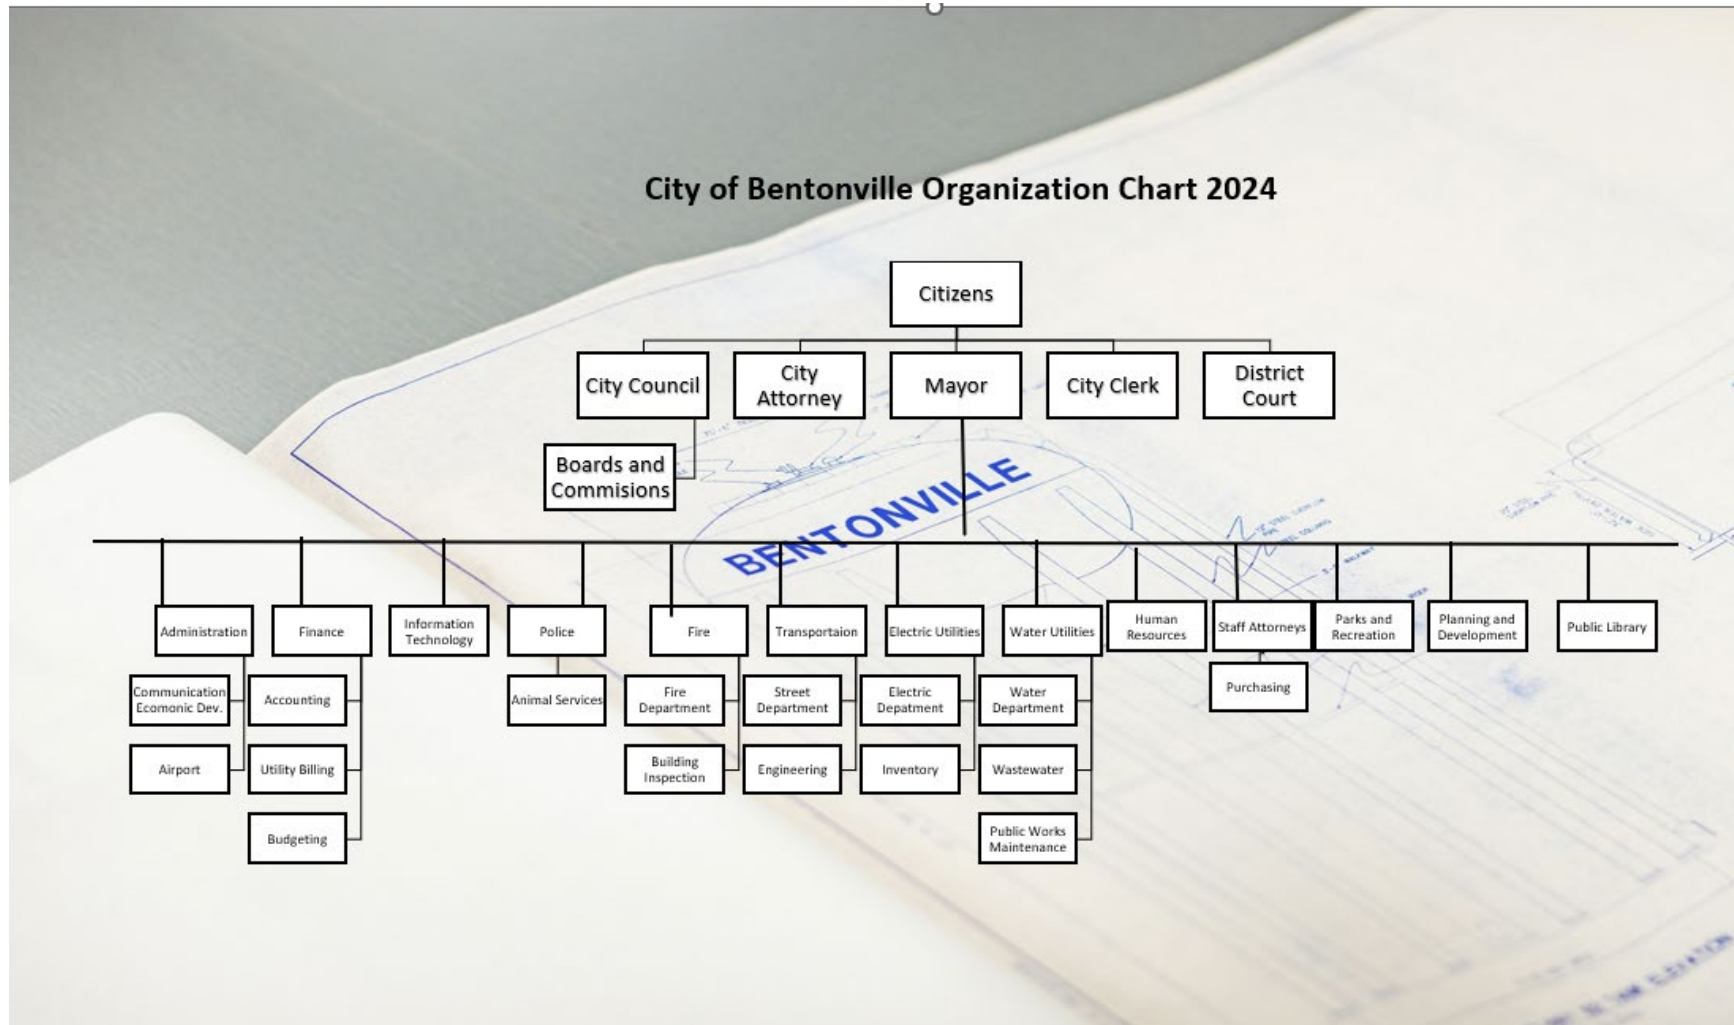 City of Bentonville Organization Chart 2024
Citizens
City Council
City
Attorney
Mayor
City Clerk
District
Court
Boards and
Commisions
BENTONVILLE
Administration
Finance
Information
Technology
Police
Fire
Transportaion
Electric Utilities
Water Utilities
Human
Resources
Staff Attorneys
Parks and
Recreation
Planning and
Development
Public Library
Communication
Ecomonic Dev.
Accounting
Animal Services
Fire
Department
Street
Department
Electric
Depatment
Water
Department
Purchasing
Airport
Utility Billing
Building
Inspection
Engineering
Inventory
Wastewater
Budgeting
Public Works
Maintenance